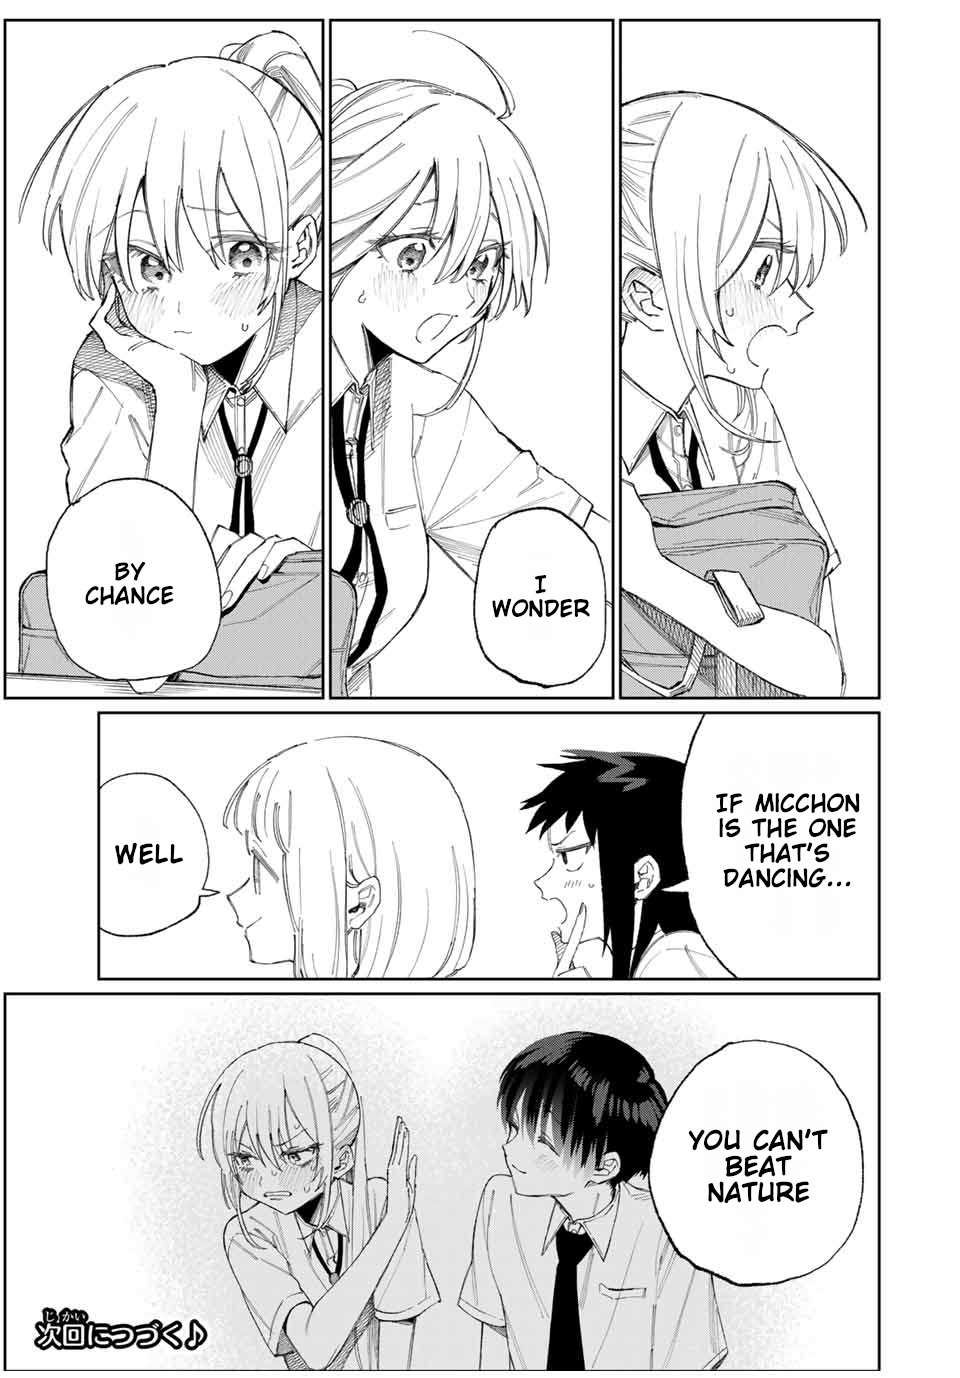 I
WONDER
BY
CHANCE
IF MICCHON
IS THE ONE
THAT'S
DANCING...
WELL
YOU CAN'T
BEAT
NATURE
じかい
次回につづく♪